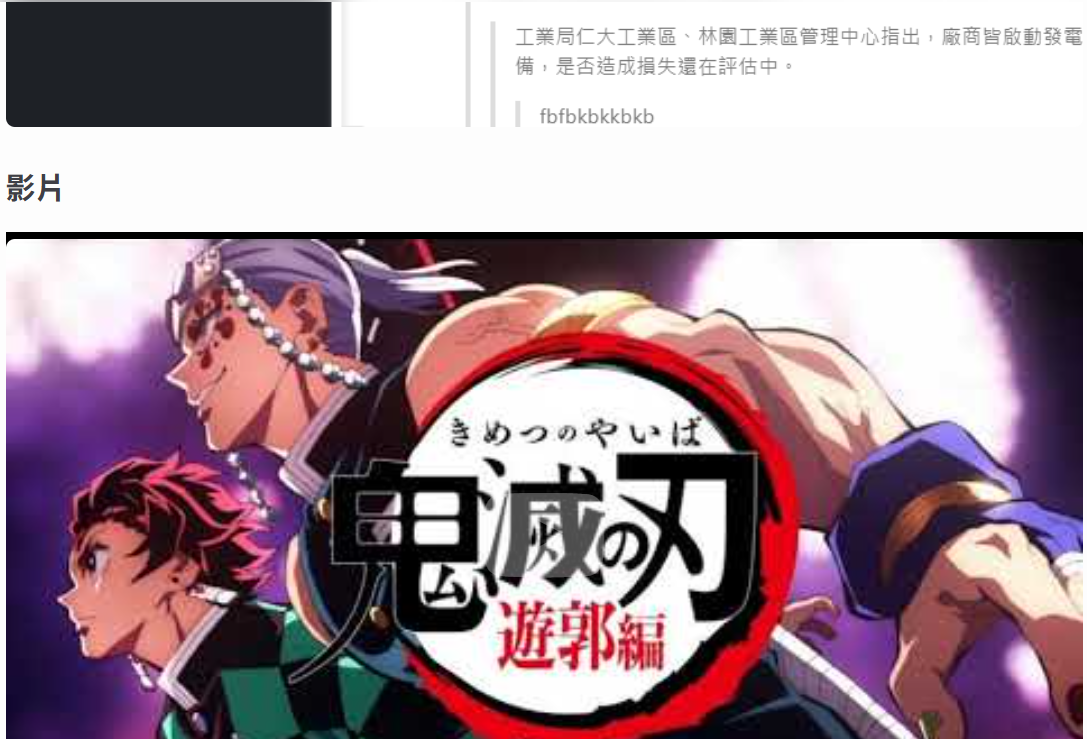 工業局仁大工業區、林園工業區管理中心指出，廠商皆啟動發電
備，是否造成損失還在評估中。
fbfbkbkkbkb
影片
きめつのやいば
鬼滅の刃
遊郭編